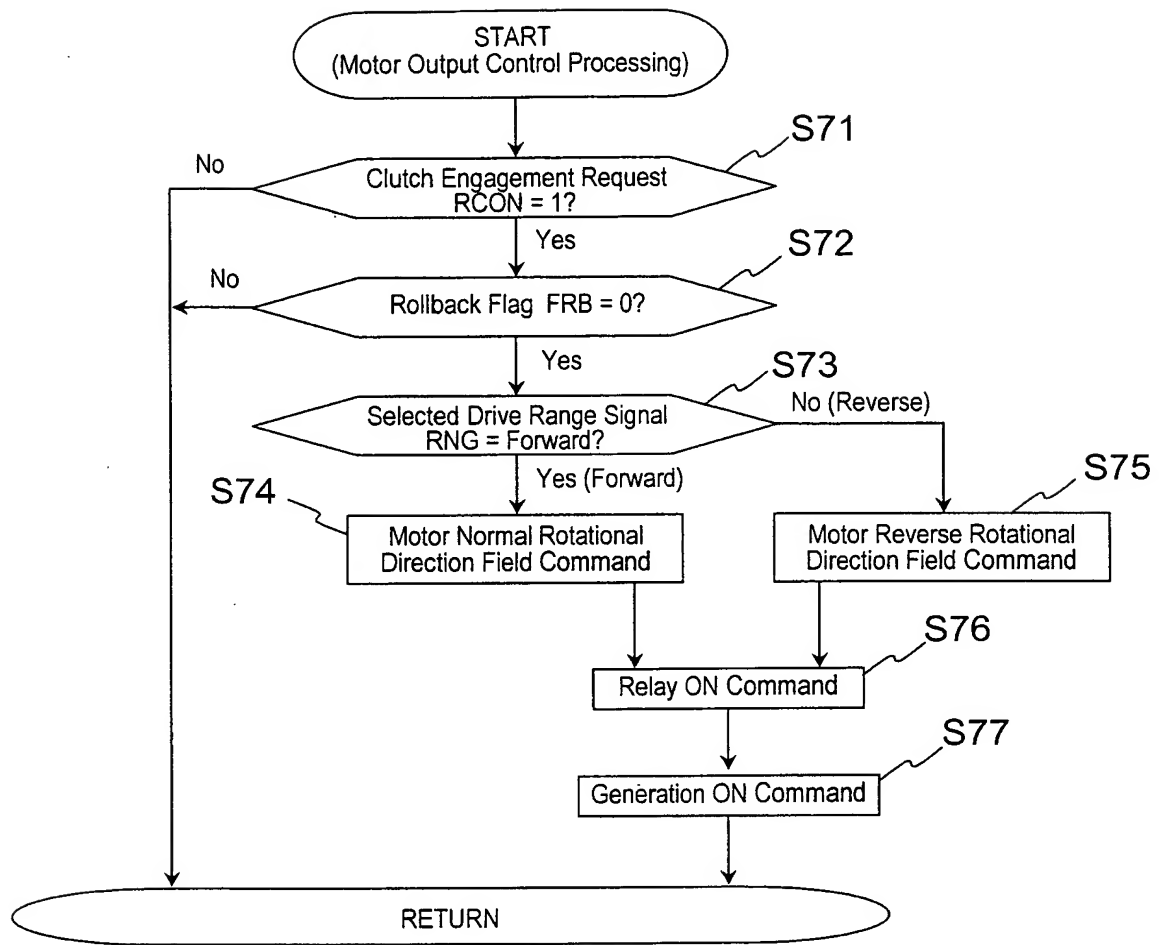 START
(Motor Output Control Processing)
S71
No
Clutch Engagement Request
RCON = 1?
Yes
S72
No
Rollback Flag FRB = 0?
Yes
S73
Selected Drive Range Signal
RNG = Forward?
No (Reverse)
Yes (Forward)
S74
S75
Motor Normal Rotational
Direction Field Command
Motor Reverse Rotational
Direction Field Command
S76
Relay ON Command
S77
Generation ON Command
RETURN